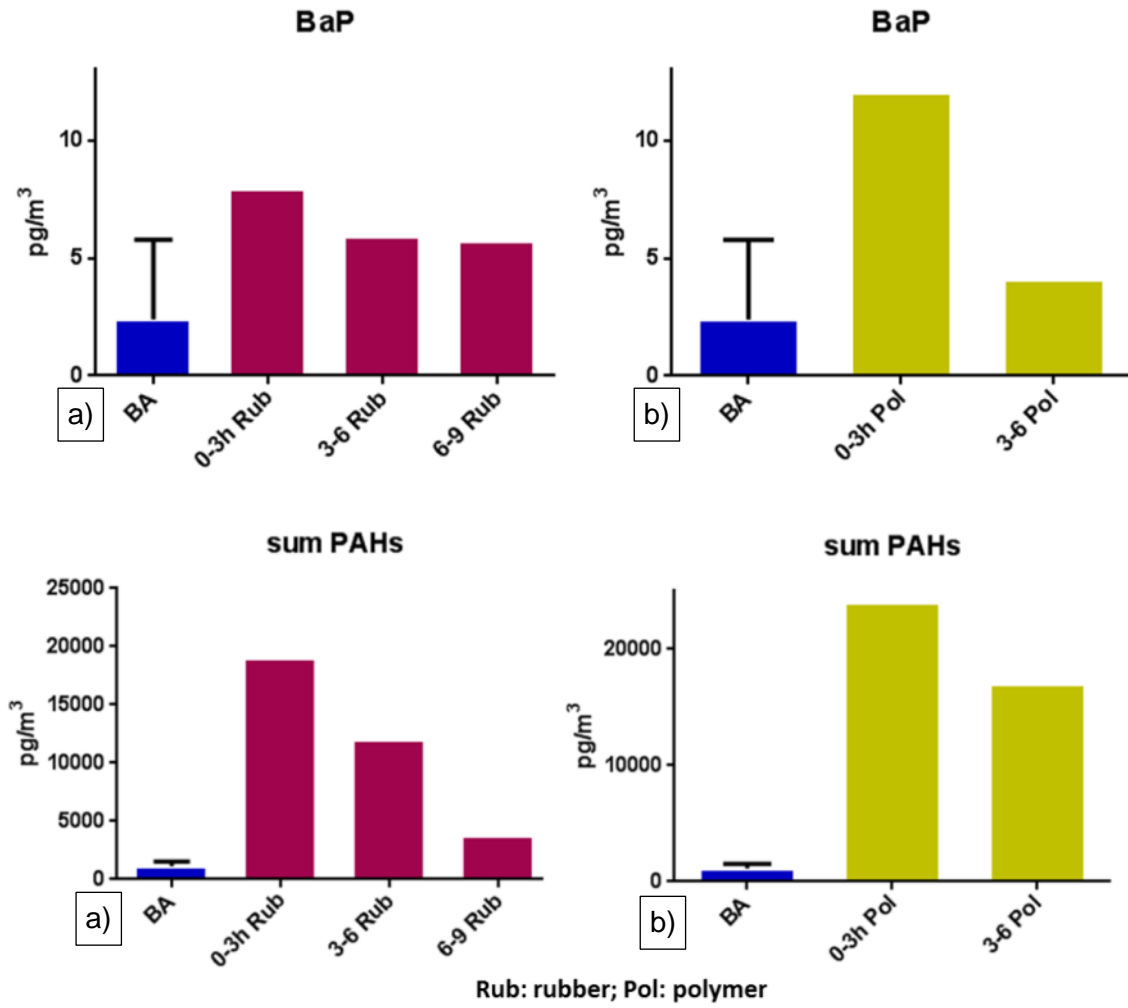 BaP
10
5
0
pg/m³
a)
BA
0-3h Rub
3-6 Rub
6-9 Rub
BaP
10
5
0
pg/m³
b)
BA
0-3h Pol
3-6 Pol
sum PAHs
25000
20000
15000
10000
5000
0
pg/m³
a)
BA
0-3h Rub
3-6 Rub
6-9 Rub
sum PAHs
20000
10000
0
pg/m³
b)
BA
0-3h Pol
3-6 Pol
Rub: rubber; Pol: polymer